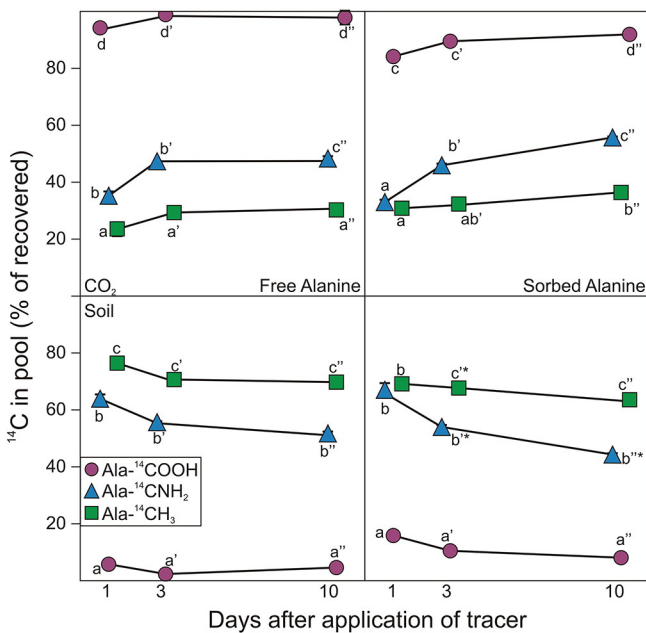 ¹⁴C in pool (% of recovered)
80
60
40
20
d
d’
d’’
b
b’
c’’
a
a’
a’’
CO₂
Free Alanine
c
c’
d’’
a
b’
c’’
a
ab’
b’’
Sorbed Alanine
Soil
80
60
40
20
c
c’
c’’
b
b’
b’’
Ala-¹⁴COOH
Ala-¹⁴CNH₂
Ala-¹⁴CH₃
a
a’
a’’
b
c’*
c’’
b
b’*
b’’*
a
a’
a’’
1
3
10
1
3
10
Days after application of tracer